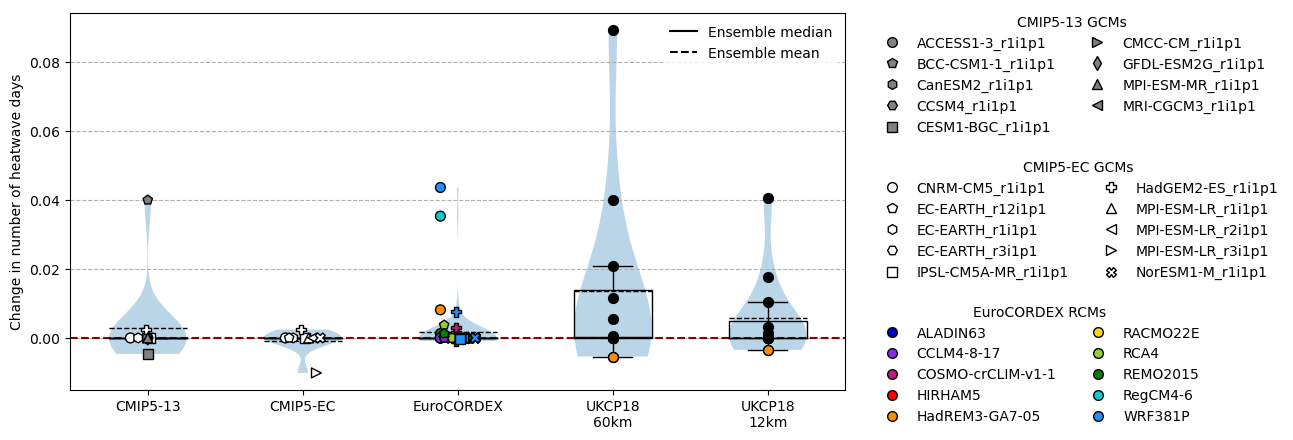 Change in number of heatwave days
0.08
0.06
0.04
0.02
0.00
Ensemble median
Ensemble mean
CMIP5-13
CMIP5-EC
EuroCORDEX
UKCP18
60km
UKCP18
12km
CMIP5-13 GCMs
ACCESS1-3_r1i1p1
BCC-CSM1-1_r1i1p1
CanESM2_r1i1p1
CCSM4_r1i1p1
CESM1-BGC_r1i1p1
CMCC-CM_r1i1p1
GFDL-ESM2G_r1i1p1
MPI-ESM-MR_r1i1p1
MRI-CGCM3_r1i1p1
CMIP5-EC GCMs
CNRM-CM5_r1i1p1
EC-EARTH_r12i1p1
EC-EARTH_r1i1p1
EC-EARTH_r3i1p1
IPSL-CM5A-MR_r1i1p1
HadGEM2-ES_r1i1p1
MPI-ESM-LR_r1i1p1
MPI-ESM-LR_r2i1p1
MPI-ESM-LR_r3i1p1
NorESM1-M_r1i1p1
EuroCORDEX RCMs
ALADIN63
CCLM4-8-17
COSMO-crCLIM-v1-1
HIRHAM5
HadREM3-GA7-05
RACMO22E
RCA4
REMO2015
RegCM4-6
WRF381P